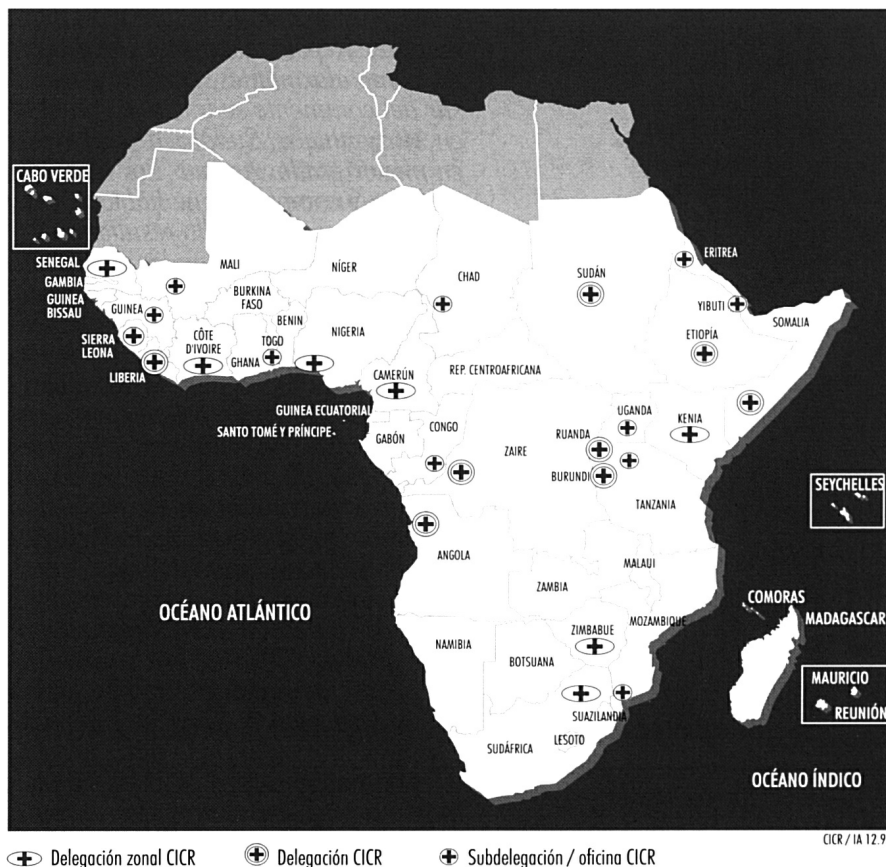 CABO VERDE
SENEGAL
GAMBIA
GUINEA
BISSAU
GUINEA
SIERRA
LEONA
LIBERIA
MALI
BURKINA
FASO
CÔTE
D'IVOIRE
GHANA
TOGO
BENIN
NÍGER
NIGERIA
CHAD
SUDÁN
ERITREA
YIBUTI
ETIOPÍA
SOMALIA
CAMERÚN
REP. CENTROAFRICANA
GUINEA ECUATORIAL
SANTO TOMÉ Y PRÍNCIPE
GABÓN
CONGO
ZAIRE
UGANDA
KENIA
RUANDA
BURUNDI
TANZANIA
SEYCHELLES
ANGOLA
ZAMBIA
MALAUI
MOZAMBIQUE
COMORAS
MADAGASCAR
OCÉANO ATLÁNTICO
NAMIBIA
BOTSUANA
ZIMBABUE
MAURICIO
REUNIÓN
SUAZILANDIA
SUDÁFRICA
LESOTO
OCÉANO ÍNDICO
CICR / IA 12.9
Delegación zonal CICR
Delegación CICR
Subdelegación / oficina CICR